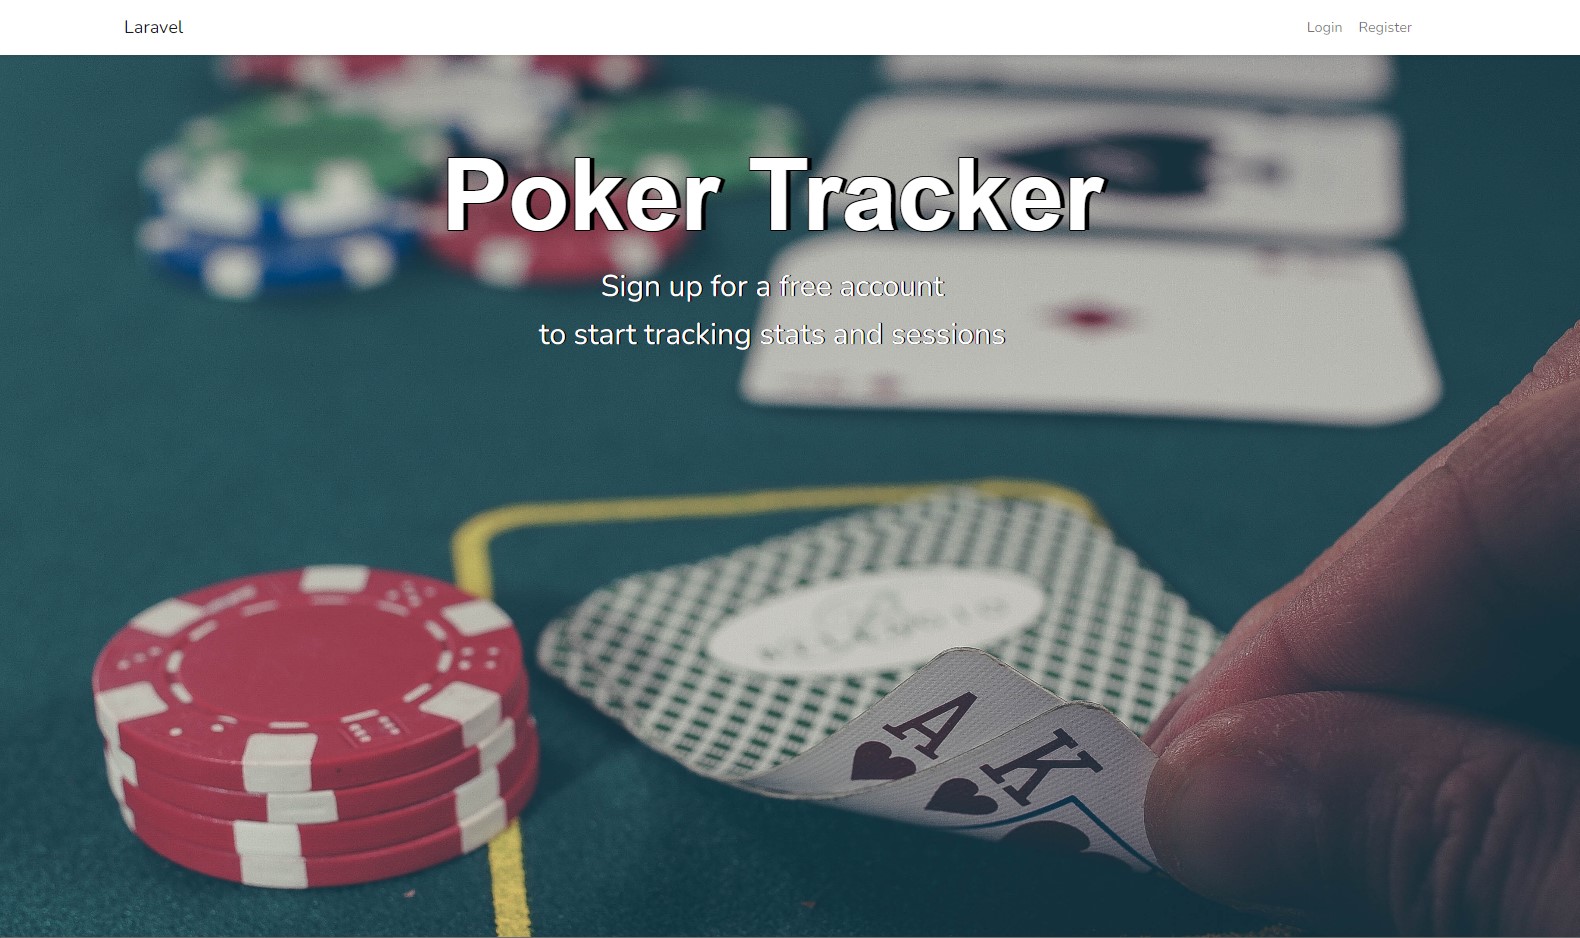 Laravel
Login Register
Poker Tracker
Sign up for a free account
to start tracking stats and sessions
A
K